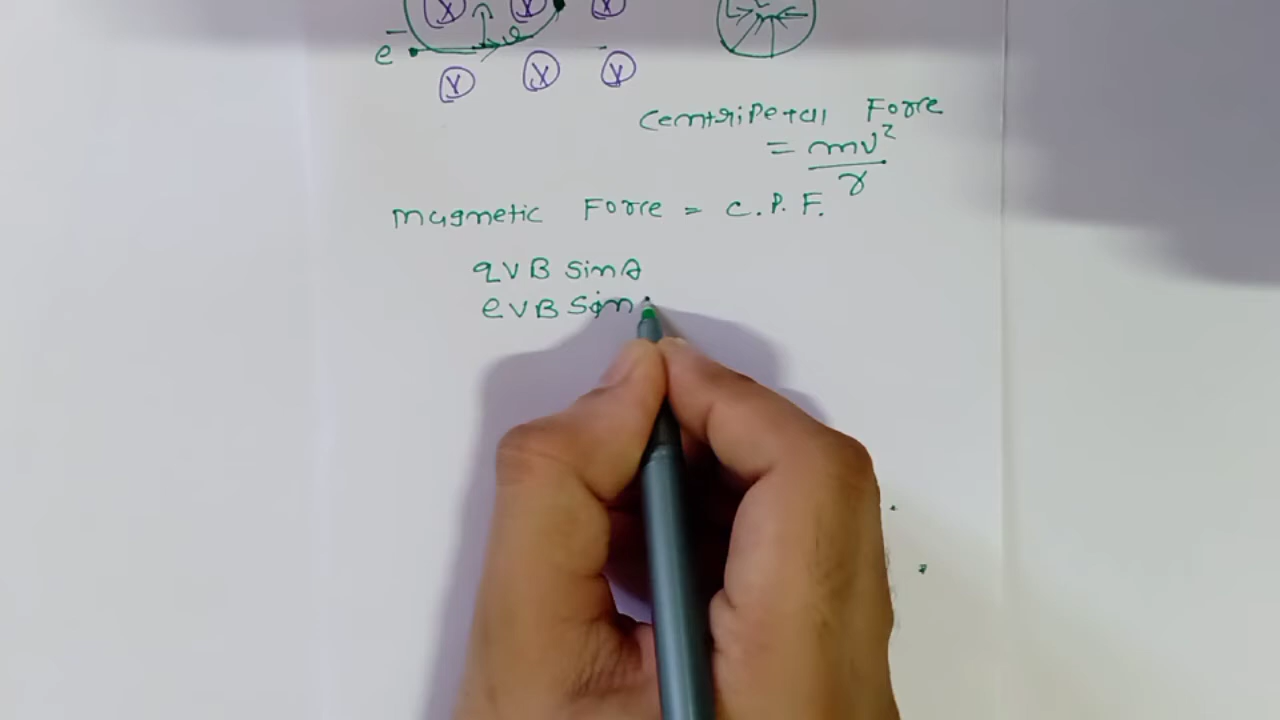 ⓧ ⓧ ⓧ
e⁻ v
ⓧ ⓧ ⓧ
Centripetal Force
= mv²/r
Magnetic Force = C.P.F.
qVB Sinθ
eVB Sin